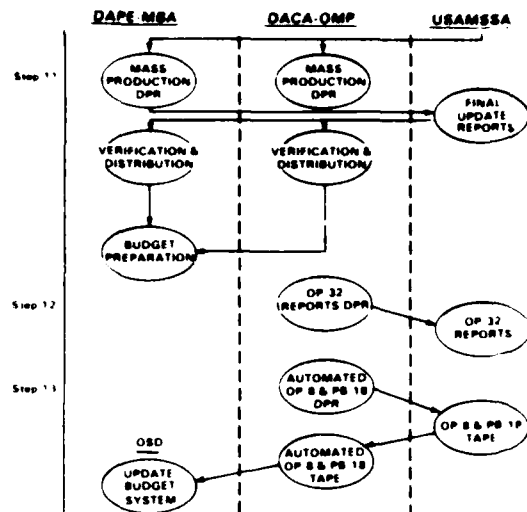 DAPE-MBA DACA-OMP USAMSSA
Step 11
MASS
PRODUCTION
DPR
MASS
PRODUCTION
DPR
FINAL
UPDATE
REPORTS
VERIFICATION &
DISTRIBUTION
VERIFICATION &
DISTRIBUTION
BUDGET
PREPARATION
Step 12
OP 32
REPORTS DPR
OP 32
REPORTS
Step 13
AUTOMATED
OP 8 & PB 18
DPR
OP 8 & PB 18
TAPE
OSD
UPDATE
BUDGET
SYSTEM
AUTOMATED
OP 8 & PB 18
TAPE